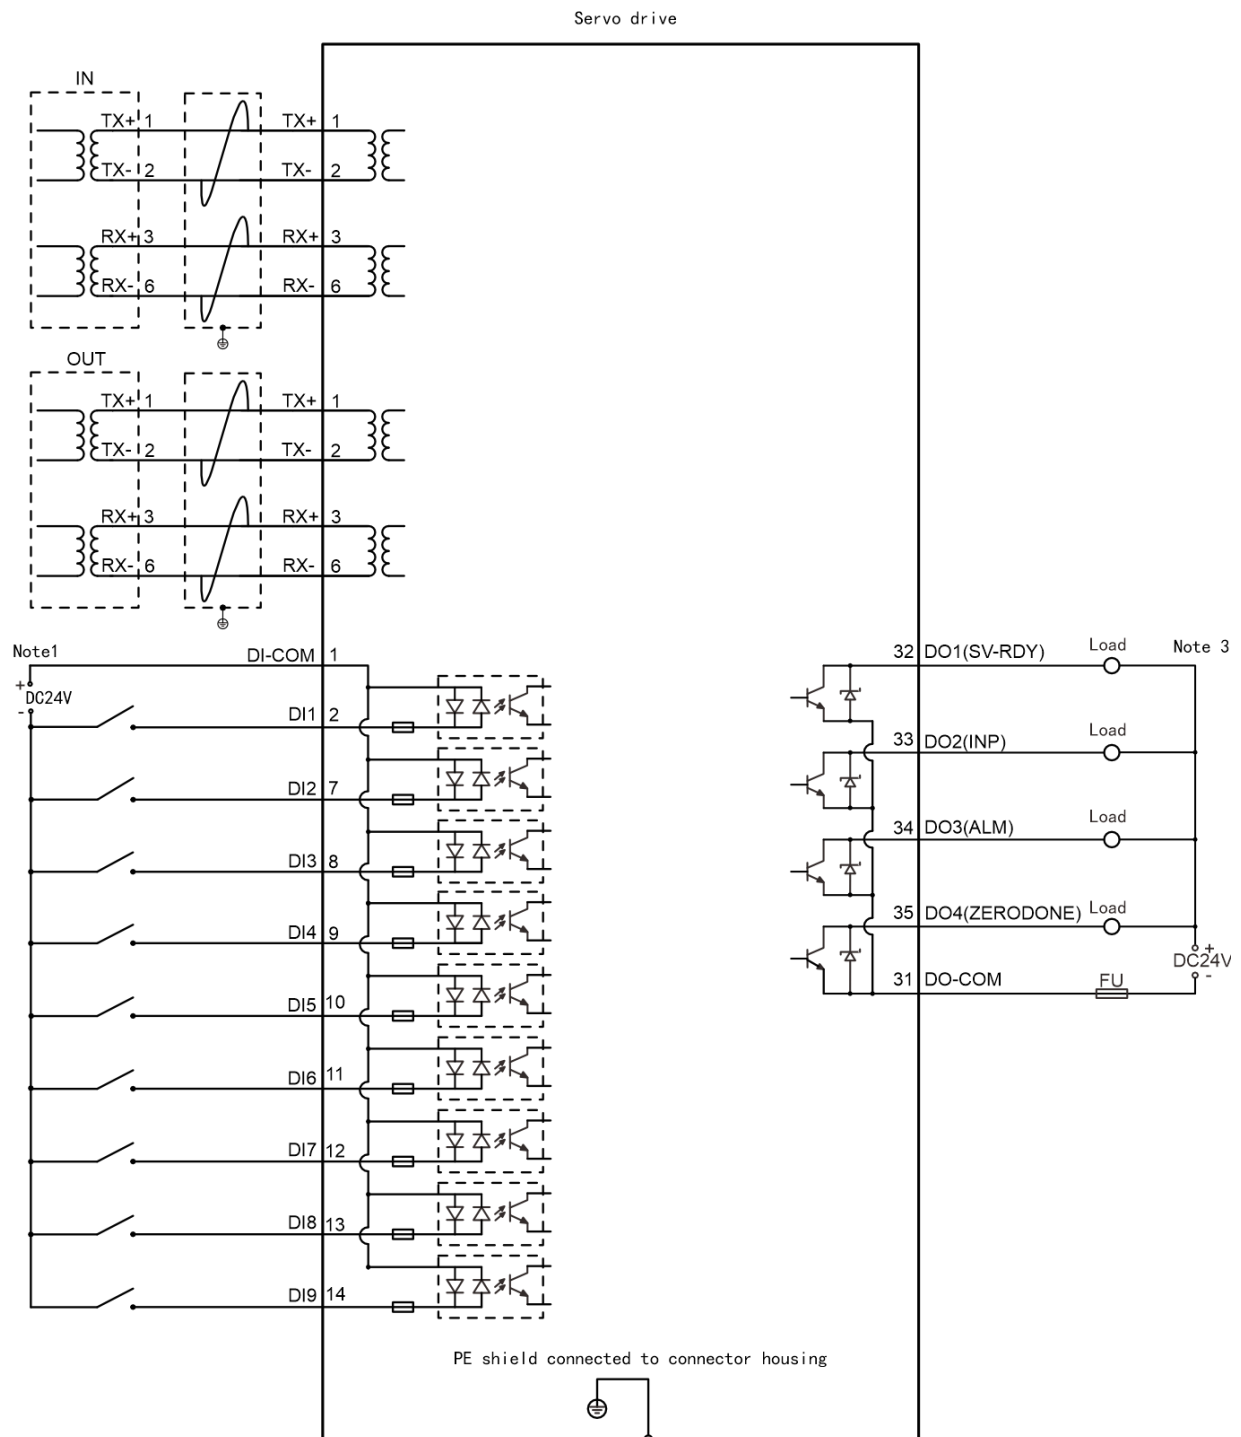 Servo drive
IN
TX+ 1 TX+ 1
TX- 2 TX- 2
RX+ 3 RX+ 3
RX- 6 RX- 6
OUT
TX+ 1 TX+ 1
TX- 2 TX- 2
RX+ 3 RX+ 3
RX- 6 RX- 6
Note1
DI-COM 1
+
DC24V
-
DI1 2
DI2 7
DI3 8
DI4 9
DI5 10
DI6 11
DI7 12
DI8 13
DI9 14
32 DO1(SV-RDY) Load Note 3
33 DO2(INP) Load
34 DO3(ALM) Load
35 DO4(ZERODONE) Load
+
DC24V
-
31 DO-COM FU
PE shield connected to connector housing